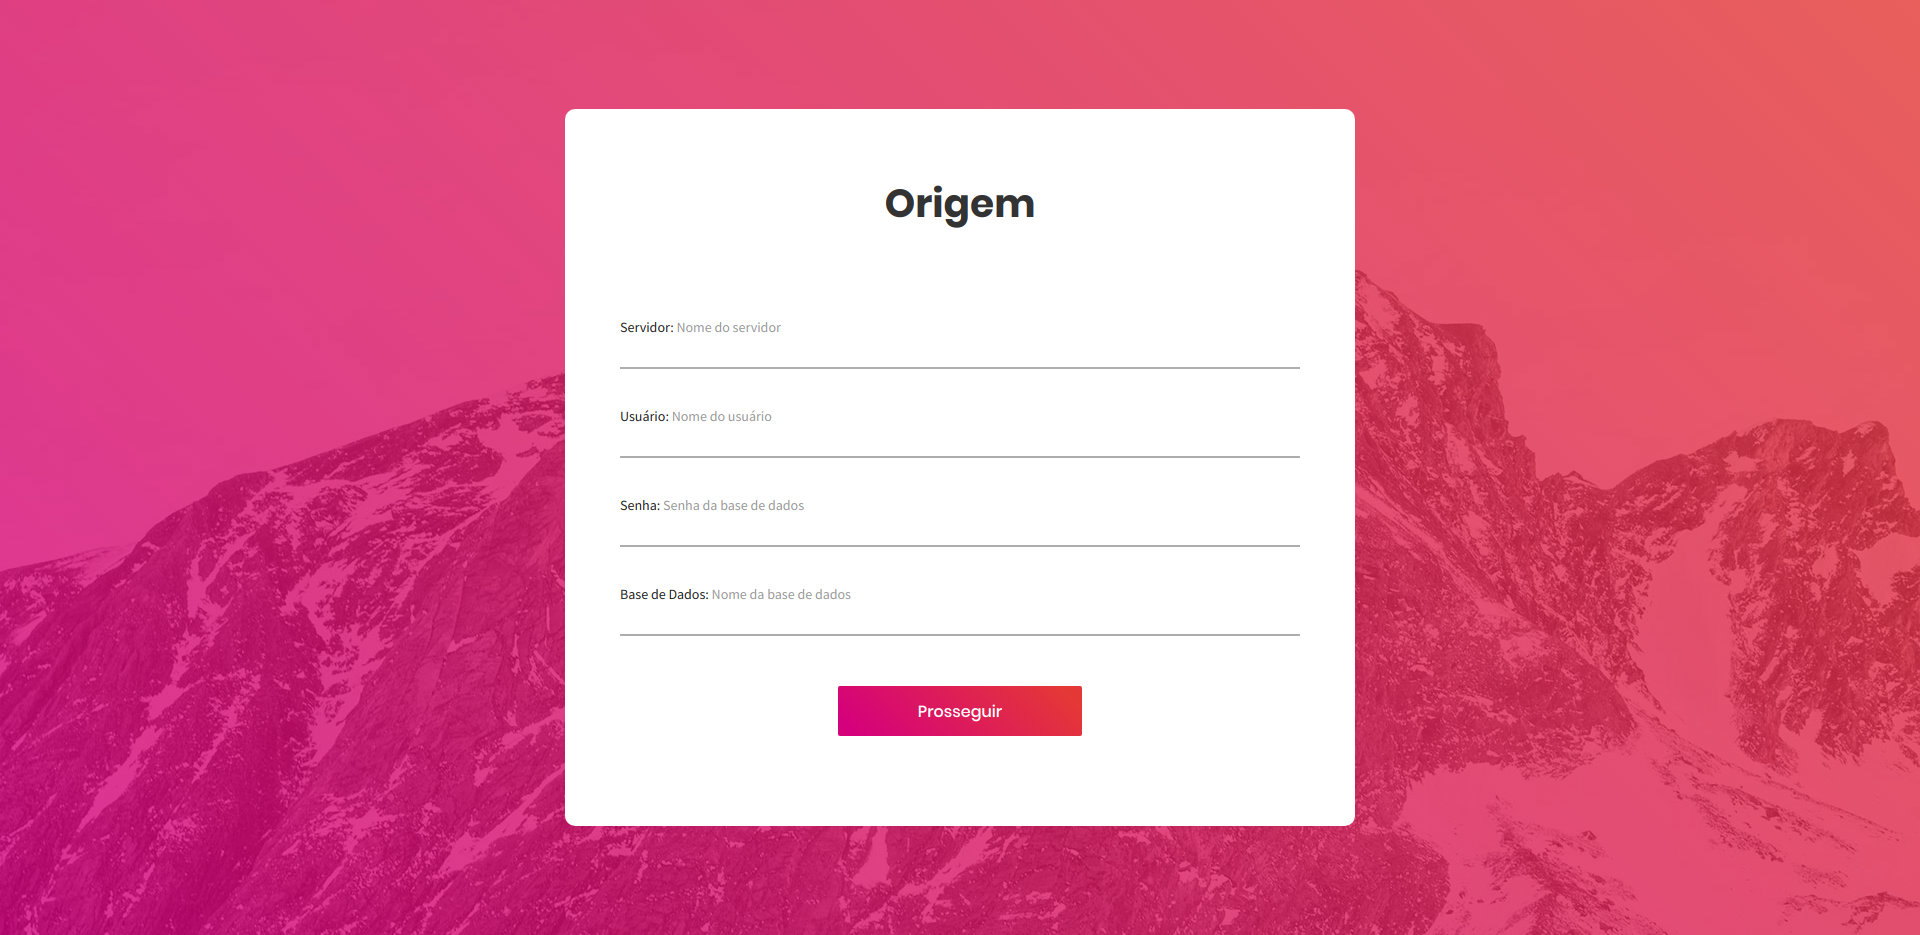 Origem
Servidor: Nome do servidor
Usuário: Nome do usuário
Senha: Senha da base de dados
Base de Dados: Nome da base de dados
Prosseguir